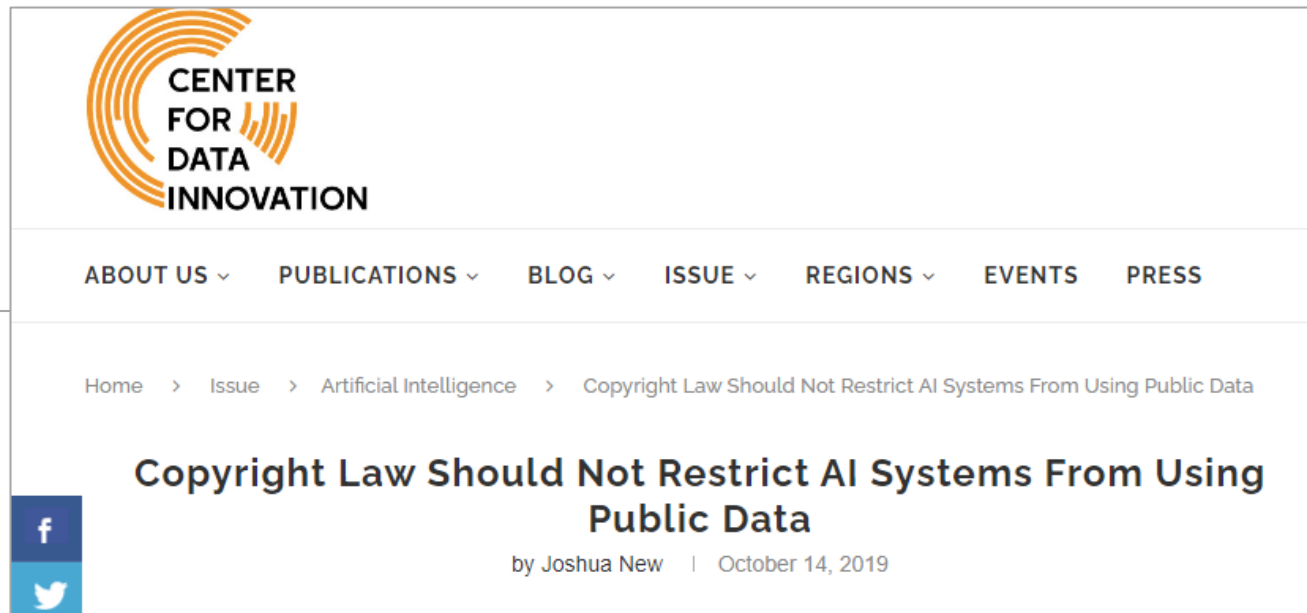 CENTER
FOR
DATA
INNOVATION
ABOUT US PUBLICATIONS BLOG ISSUE REGIONS EVENTS PRESS
Home > Issue > Artificial Intelligence > Copyright Law Should Not Restrict AI Systems From Using Public Data
Copyright Law Should Not Restrict AI Systems From Using
Public Data
by Joshua New | October 14, 2019
f